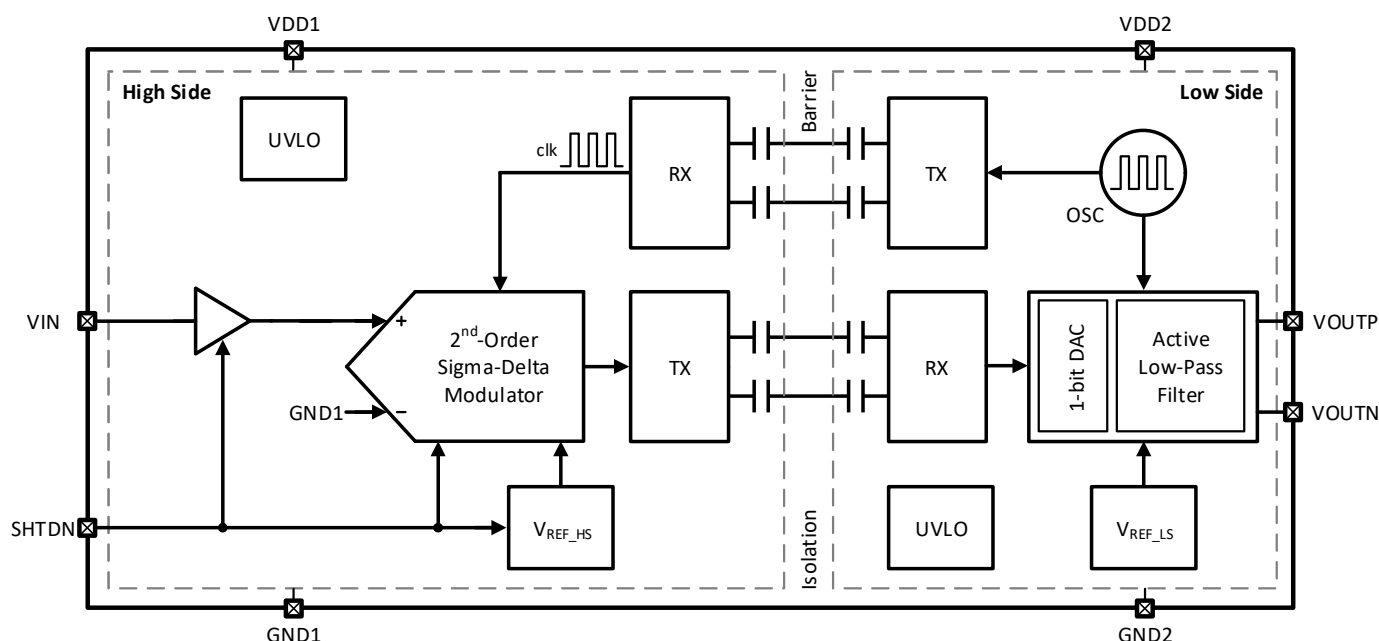 VDD1
VDD2
High Side
Barrier
Low Side
UVLO
clk
RX
TX
OSC
VIN
+
2nd-Order
Sigma-Delta
Modulator
TX
RX
1-bit DAC
Active
Low-Pass
Filter
VOUTP
GND1
−
VOUTN
SHTDN
VREF_HS
Isolation
UVLO
VREF_LS
GND1
GND2